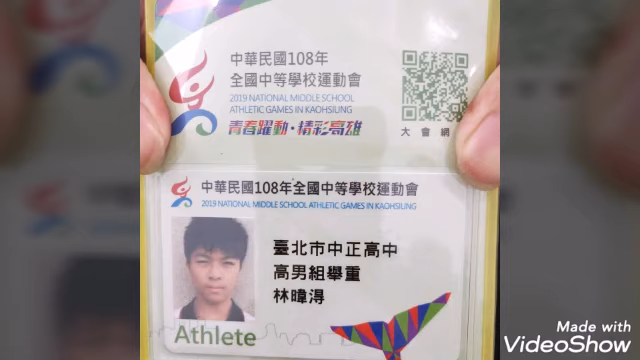 中華民國108年
全國中等學校運動會
2019 NATIONAL MIDDLE SCHOOL
ATHLETIC GAMES IN KAOHSIUNG
青春躍動·精彩高雄
大會網
中華民國108年全國中等學校運動會
2019 NATIONAL MIDDLE SCHOOL ATHLETIC GAMES IN KAOHSIUNG
臺北市中正高中
高男組舉重
林暐淂
Athlete
Made with
VideoShow